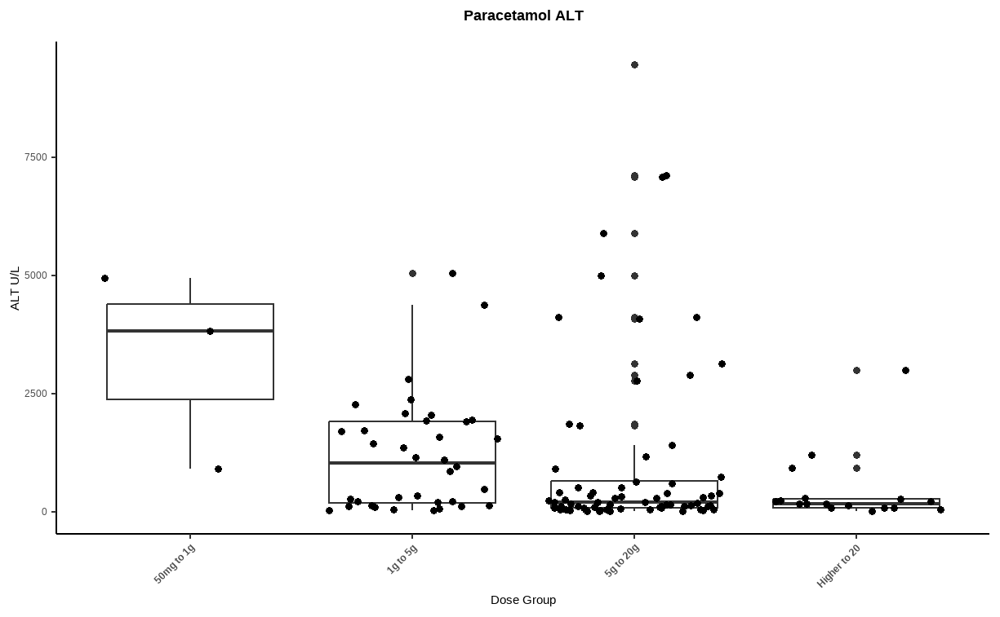 Paracetamol ALT
7500
5000
2500
0
ALT U/L
50mg to 1g
1g to 5g
5g to 20g
Higher to 20
Dose Group